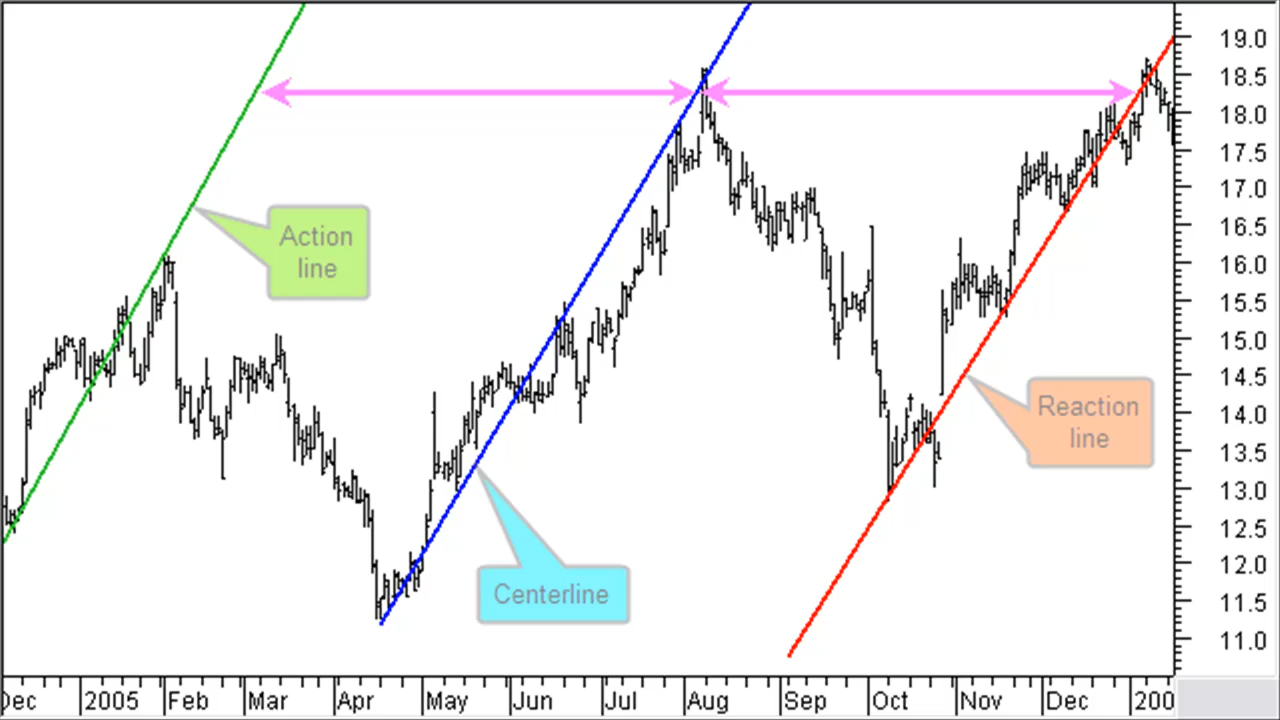 19.0
18.5
18.0
17.5
17.0
16.5
16.0
15.5
15.0
14.5
14.0
13.5
13.0
12.5
12.0
11.5
11.0
Action
line
Reaction
line
Centerline
Dec 2005 Feb Mar Apr May Jun Jul Aug Sep Oct Nov Dec 200